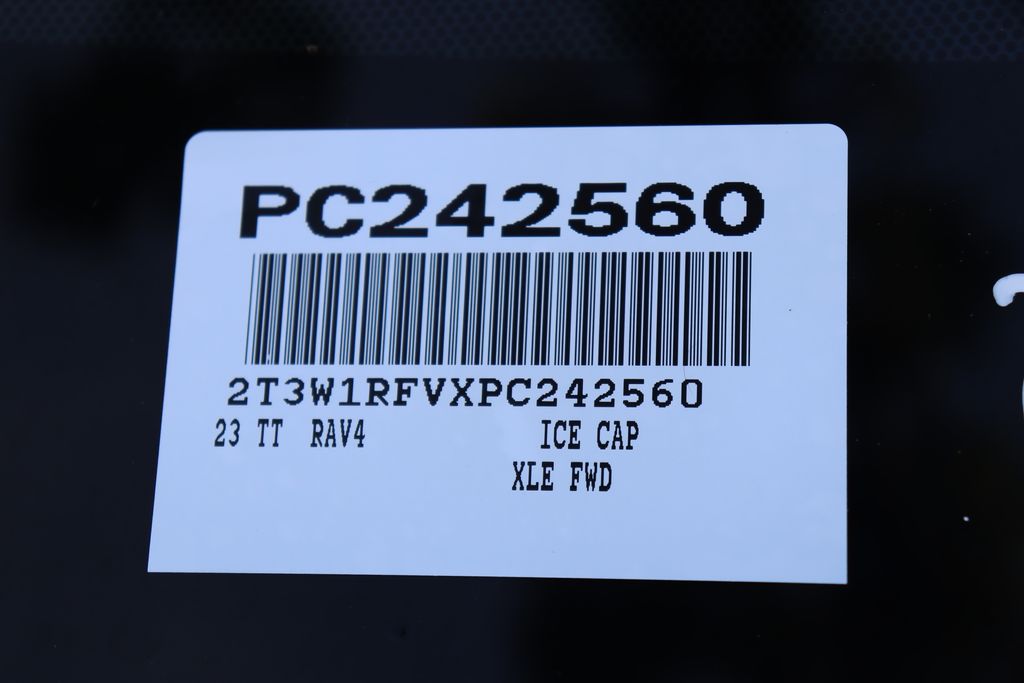 PC242560
2T3W1RFVXPC242560
23 TT RAV4 ICE CAP
XLE FWD